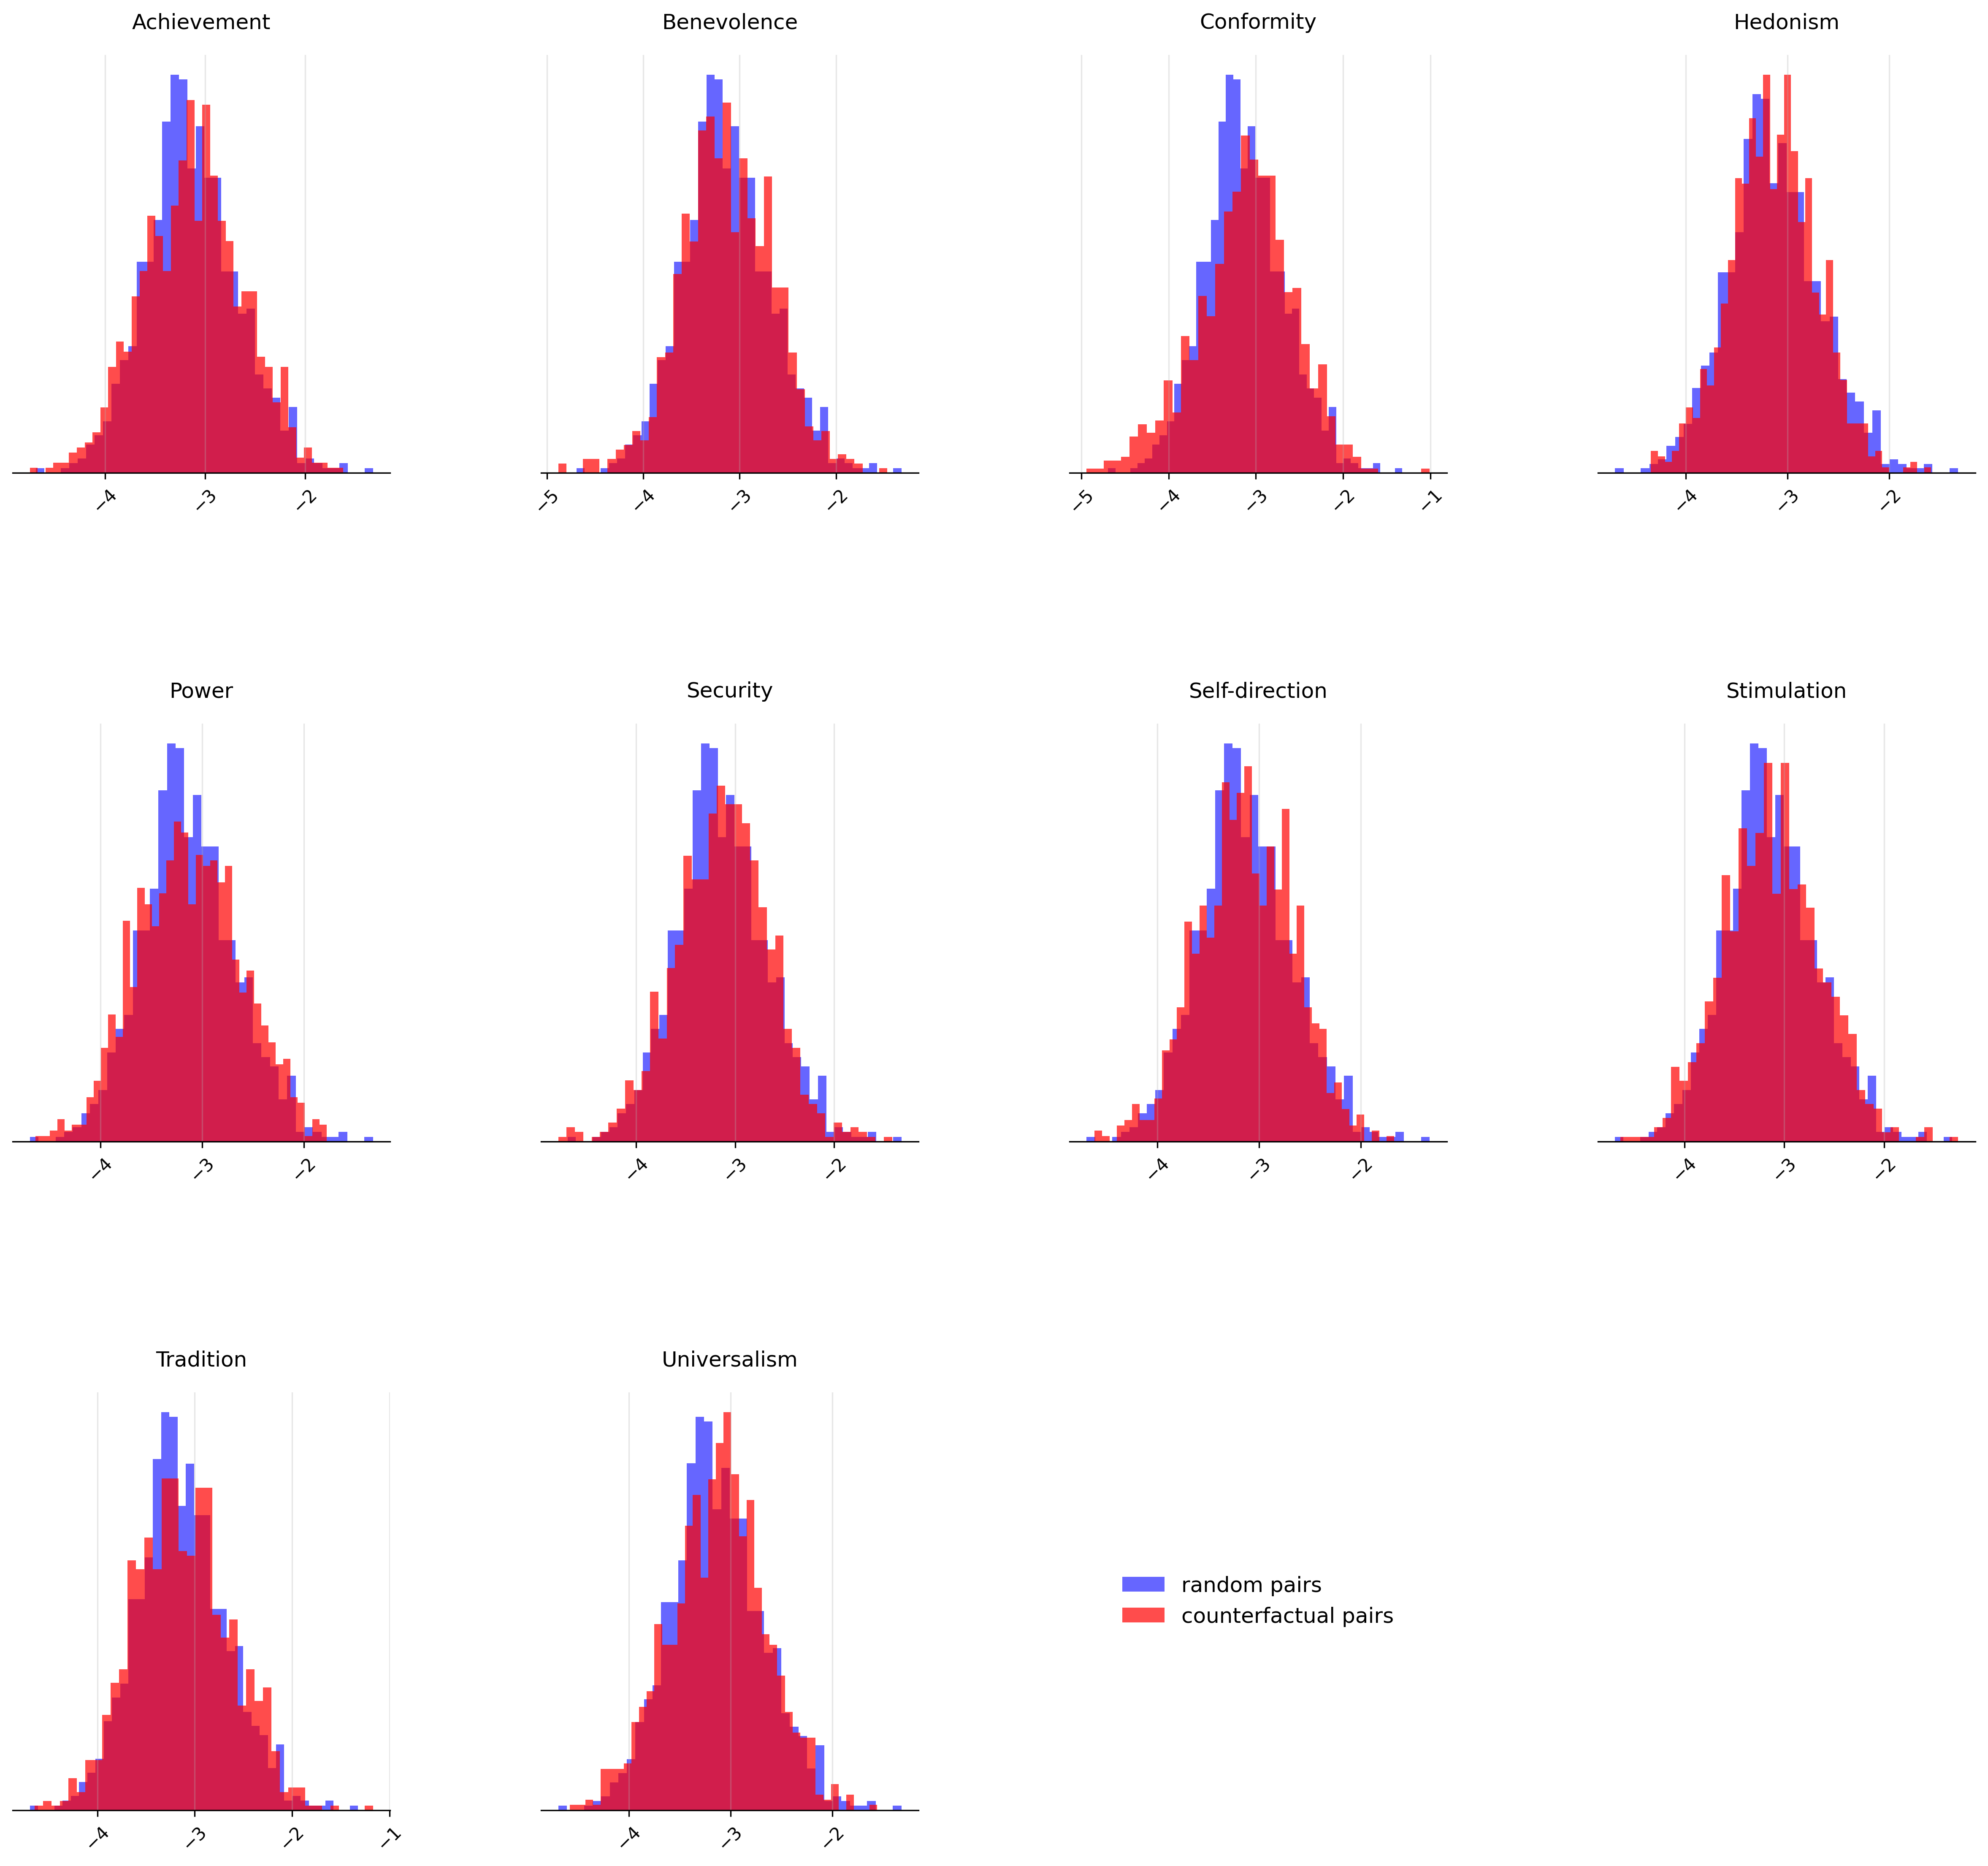 Achievement Benevolence Conformity Hedonism
−4 −3 −2 −5 −4 −3 −2 −5 −4 −3 −2 −1 −4 −3 −2
Power Security Self-direction Stimulation
−4 −3 −2 −4 −3 −2 −4 −3 −2 −4 −3 −2
Tradition Universalism
random pairs
counterfactual pairs
−4 −3 −2 −1 −4 −3 −2